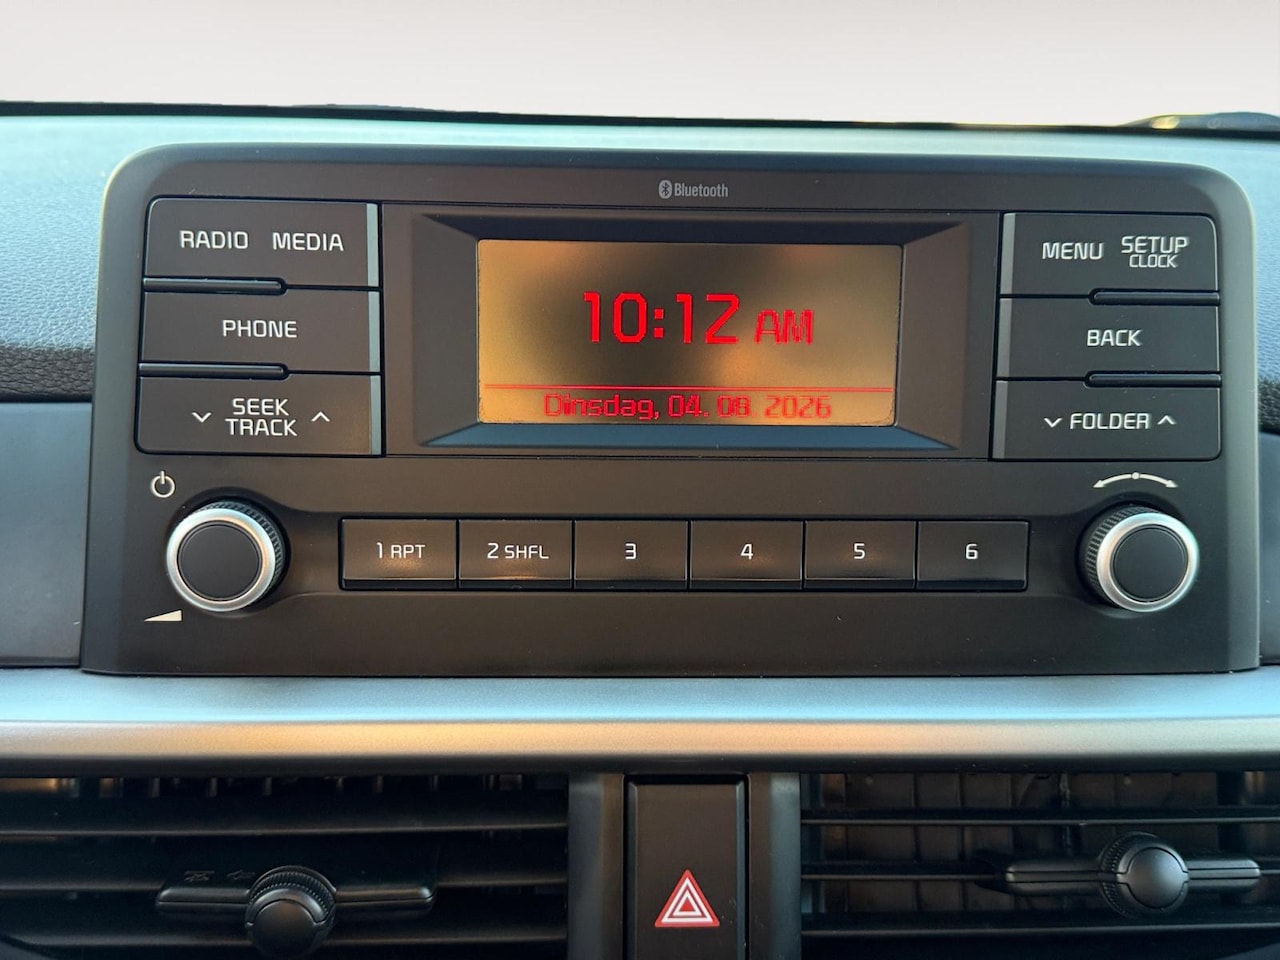 Bluetooth
RADIO MEDIA
PHONE
SEEK
TRACK
10:12 AM
Dinsdag, 04. 08. 2026
MENU SETUP
CLOCK
BACK
FOLDER
1 RPT 2 SHFL 3 4 5 6